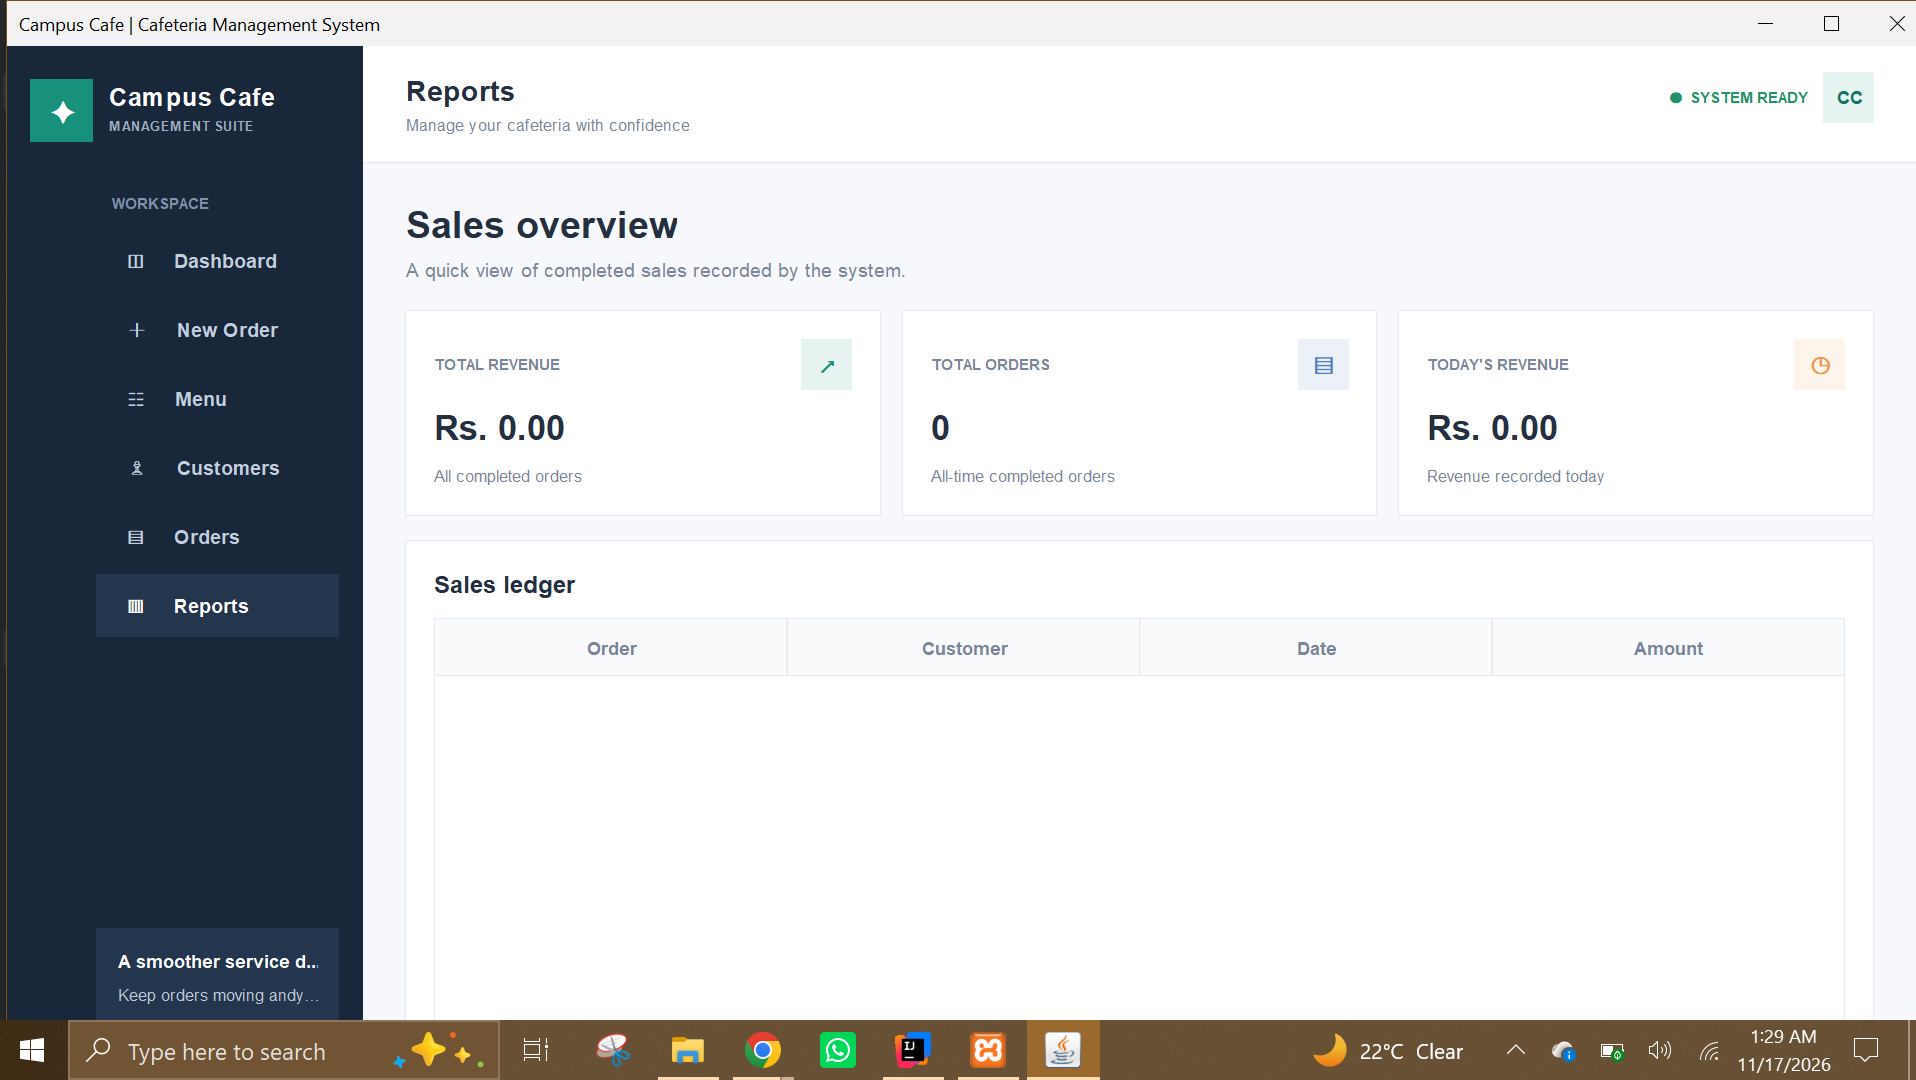 Campus Cafe | Cafeteria Management System
Campus Cafe
MANAGEMENT SUITE
WORKSPACE
Dashboard
New Order
Menu
Customers
Orders
Reports
A smoother service d...
Keep orders moving andy...
Reports
Manage your cafeteria with confidence
SYSTEM READY
CC
Sales overview
A quick view of completed sales recorded by the system.
TOTAL REVENUE
Rs. 0.00
All completed orders
TOTAL ORDERS
0
All-time completed orders
TODAY'S REVENUE
Rs. 0.00
Revenue recorded today
Sales ledger
Order Customer Date Amount
Type here to search
IJ
22°C Clear
1:29 AM
11/17/2026